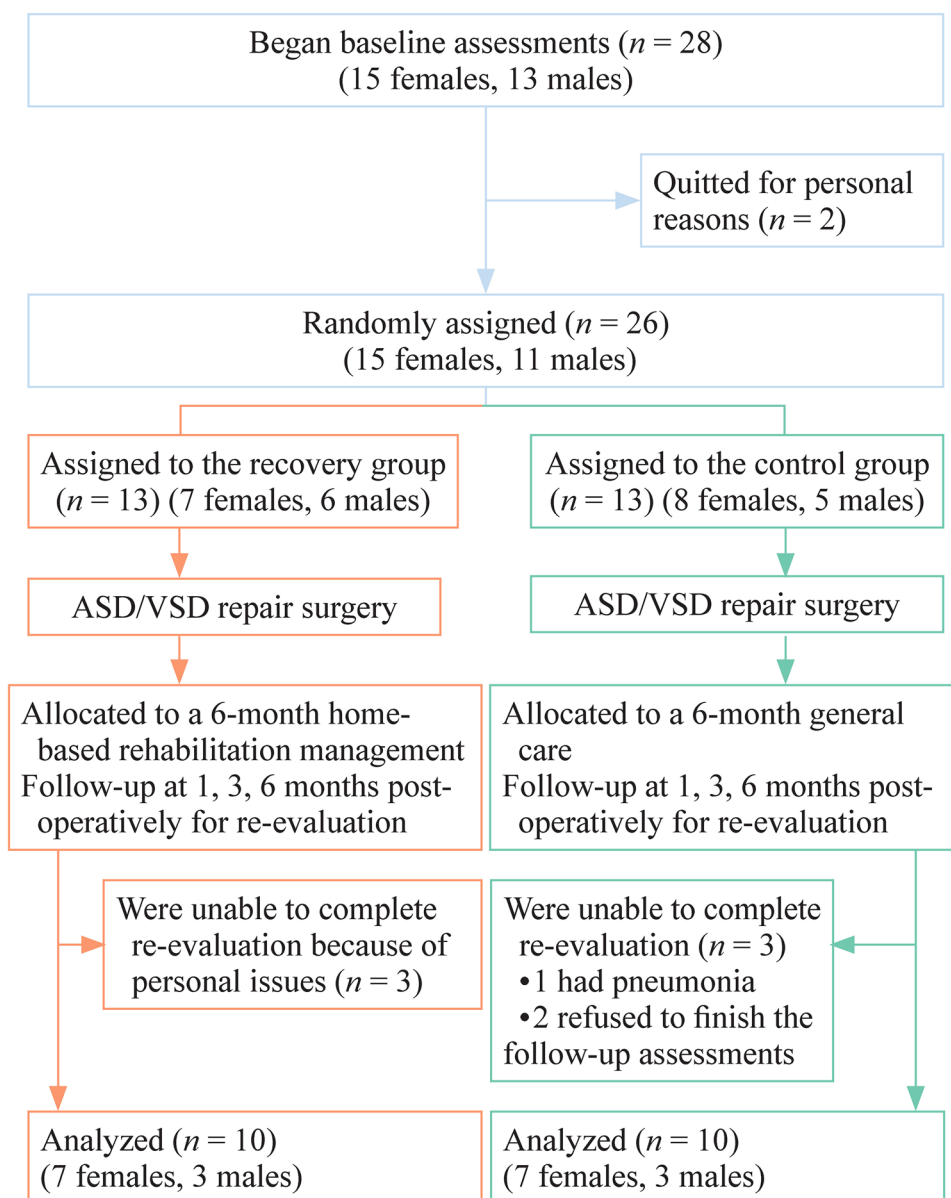 Began baseline assessments (n = 28)
(15 females, 13 males)
Quitted for personal
reasons (n = 2)
Randomly assigned (n = 26)
(15 females, 11 males)
Assigned to the recovery group
(n = 13) (7 females, 6 males)
Assigned to the control group
(n = 13) (8 females, 5 males)
ASD/VSD repair surgery
ASD/VSD repair surgery
Allocated to a 6-month home-
based rehabilitation management
Follow-up at 1, 3, 6 months post-
operatively for re-evaluation
Allocated to a 6-month general
care
Follow-up at 1, 3, 6 months post-
operatively for re-evaluation
Were unable to complete
re-evaluation because of
personal issues (n = 3)
Were unable to complete
re-evaluation (n = 3)
•1 had pneumonia
•2 refused to finish the
follow-up assessments
Analyzed (n = 10)
(7 females, 3 males)
Analyzed (n = 10)
(7 females, 3 males)